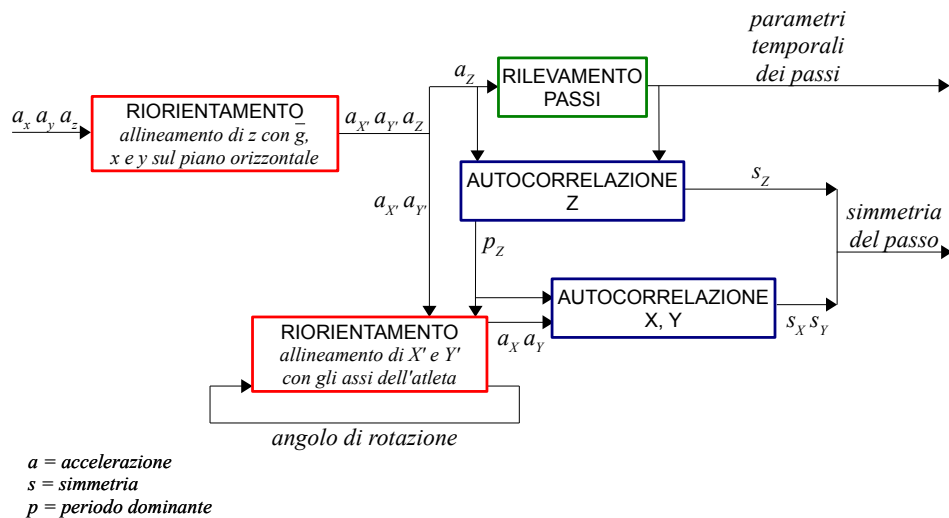 parametri
temporali
dei passi
a_Z
RILEVAMENTO
PASSI
a_x a_y a_z
RIORIENTAMENTO
allineamento di z con g̅,
x e y sul piano orizzontale
a_X' a_Y' a_Z
AUTOCORRELAZIONE
Z
s_Z
a_X' a_Y'
simmetria
del passo
p_Z
AUTOCORRELAZIONE
X, Y
s_X s_Y
RIORIENTAMENTO
allineamento di X' e Y'
con gli assi dell'atleta
a_X a_Y
angolo di rotazione
a = accelerazione
s = simmetria
p = periodo dominante